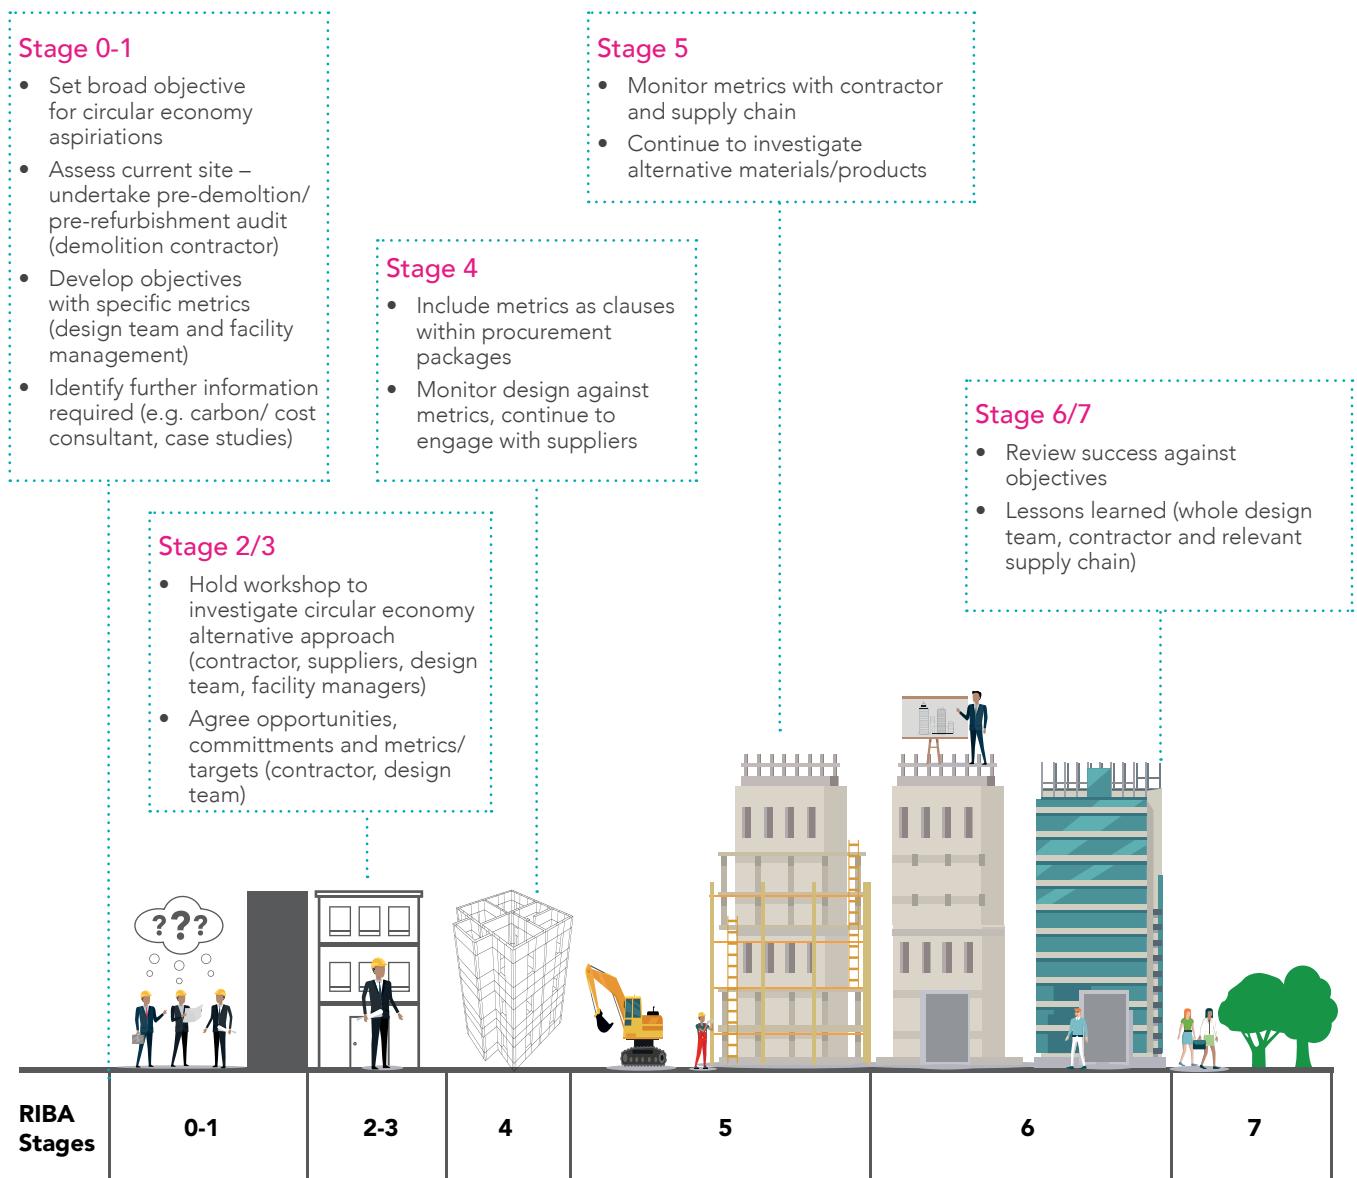 Stage 0-1
• Set broad objective
for circular economy
aspiriations
• Assess current site –
undertake pre-demoltion/
pre-refurbishment audit
(demolition contractor)
• Develop objectives
with specific metrics
(design team and facility
management)
• Identify further information
required (e.g. carbon/ cost
consultant, case studies)
Stage 2/3
• Hold workshop to
investigate circular economy
alternative approach
(contractor, suppliers, design
team, facility managers)
• Agree opportunities,
committments and metrics/
targets (contractor, design
team)
Stage 4
• Include metrics as clauses
within procurement
packages
• Monitor design against
metrics, continue to
engage with suppliers
Stage 5
• Monitor metrics with contractor
and supply chain
• Continue to investigate
alternative materials/products
Stage 6/7
• Review success against
objectives
• Lessons learned (whole design
team, contractor and relevant
supply chain)
???
RIBA
Stages
0-1
2-3
4
5
6
7